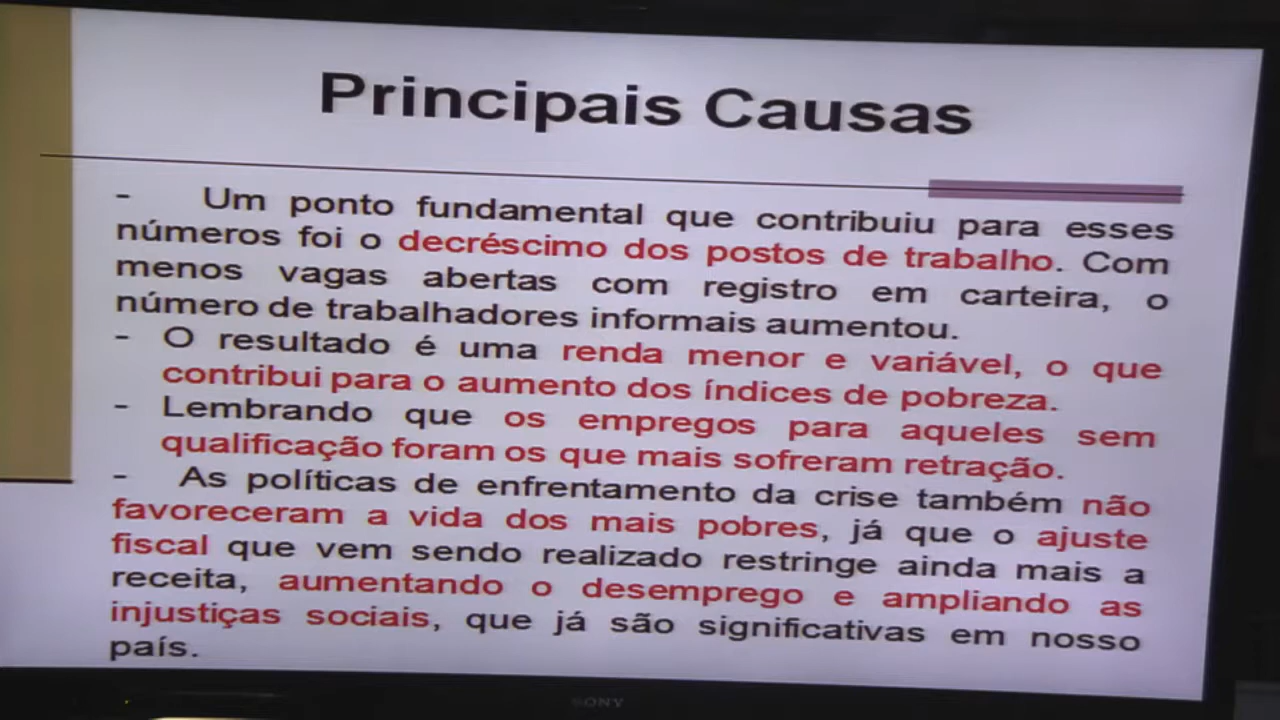 Principais Causas
- Um ponto fundamental que contribuiu para esses
números foi o decréscimo dos postos de trabalho. Com
menos vagas abertas com registro em carteira, o
número de trabalhadores informais aumentou.
- O resultado é uma renda menor e variável, o que
contribui para o aumento dos índices de pobreza.
- Lembrando que os empregos para aqueles sem
qualificação foram os que mais sofreram retração.
- As políticas de enfrentamento da crise também não
favoreceram a vida dos mais pobres, já que o ajuste
fiscal que vem sendo realizado restringe ainda mais a
receita, aumentando o desemprego e ampliando as
injustiças sociais, que já são significativas em nosso
país.
SONY